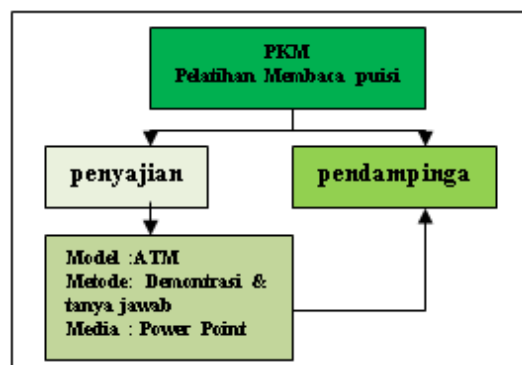 PKM
Pelatihan Membaca puisi
penyajian
pendampinga
Model :ATM
Metode: Demontrasi &
tanya jawab
Media : Power Point